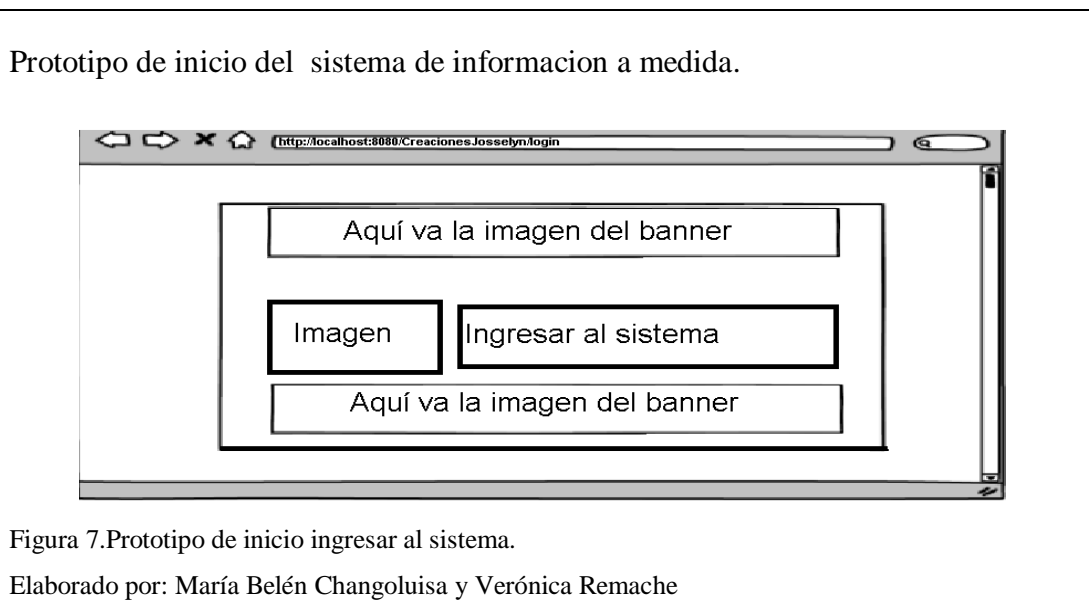 Prototipo de inicio del sistema de informacion a medida.
http://localhost:8080/CreacionesJosselyn/login
Aquí va la imagen del banner
Imagen
Ingresar al sistema
Aquí va la imagen del banner
Figura 7.Prototipo de inicio ingresar al sistema.
Elaborado por: María Belén Changoluisa y Verónica Remache